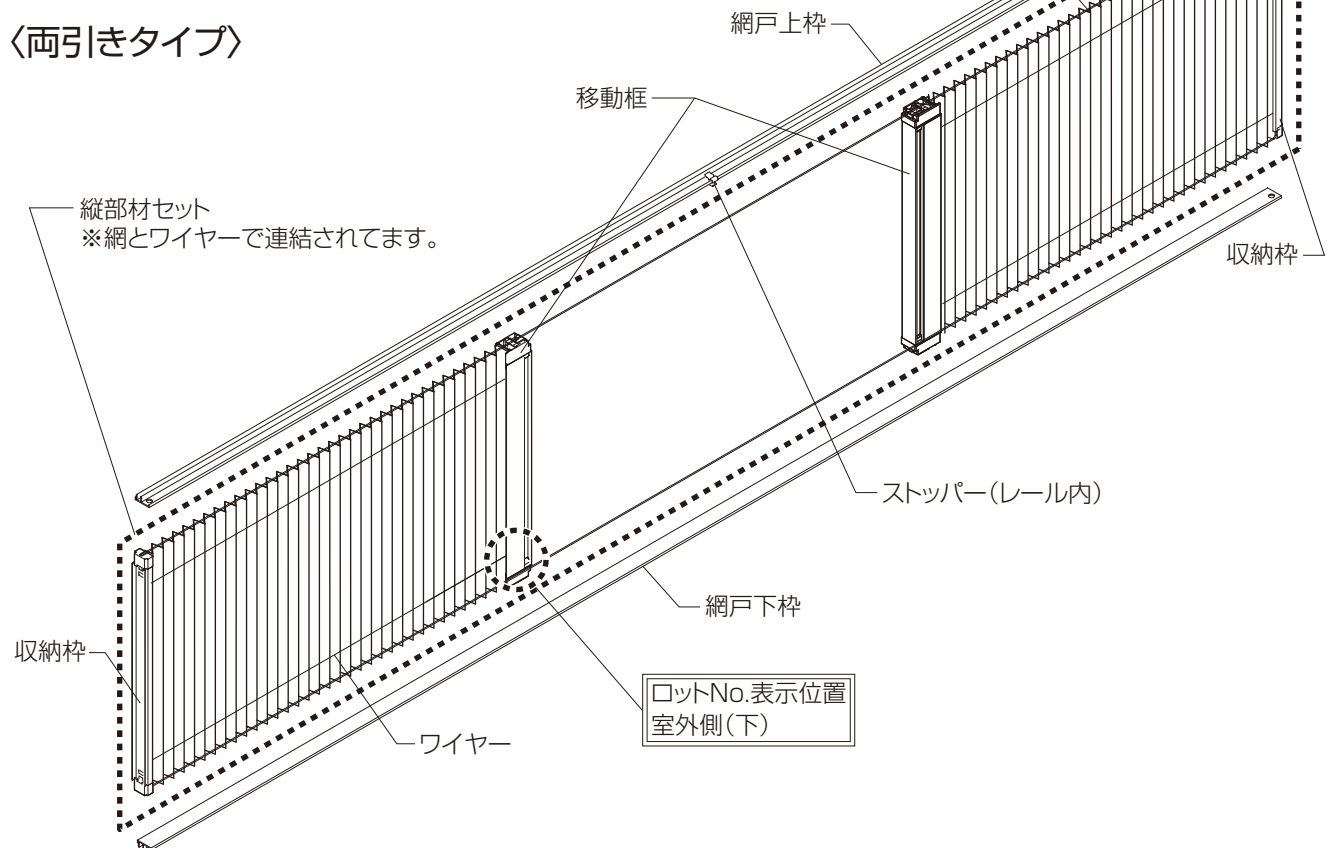 〈両引きタイプ〉
網戸上枠
移動框
縦部材セット
※網とワイヤーで連結されてます。
収納枠
ストッパー（レール内）
網戸下枠
収納枠
ロットNo.表示位置
室外側（下）
ワイヤー